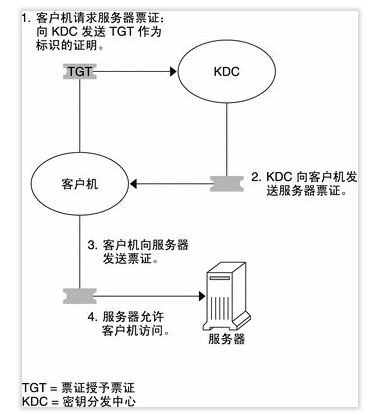 1. 客户机请求服务器票证;
向 KDC 发送 TGT 作为
标识的证明。
TGT
KDC
客户机
2. KDC 向客户机发
送服务器票证。
3. 客户机向服务器
发送票证。
4. 服务器允许
客户机访问。
服务器
TGT = 票证授予票证
KDC = 密钥分发中心